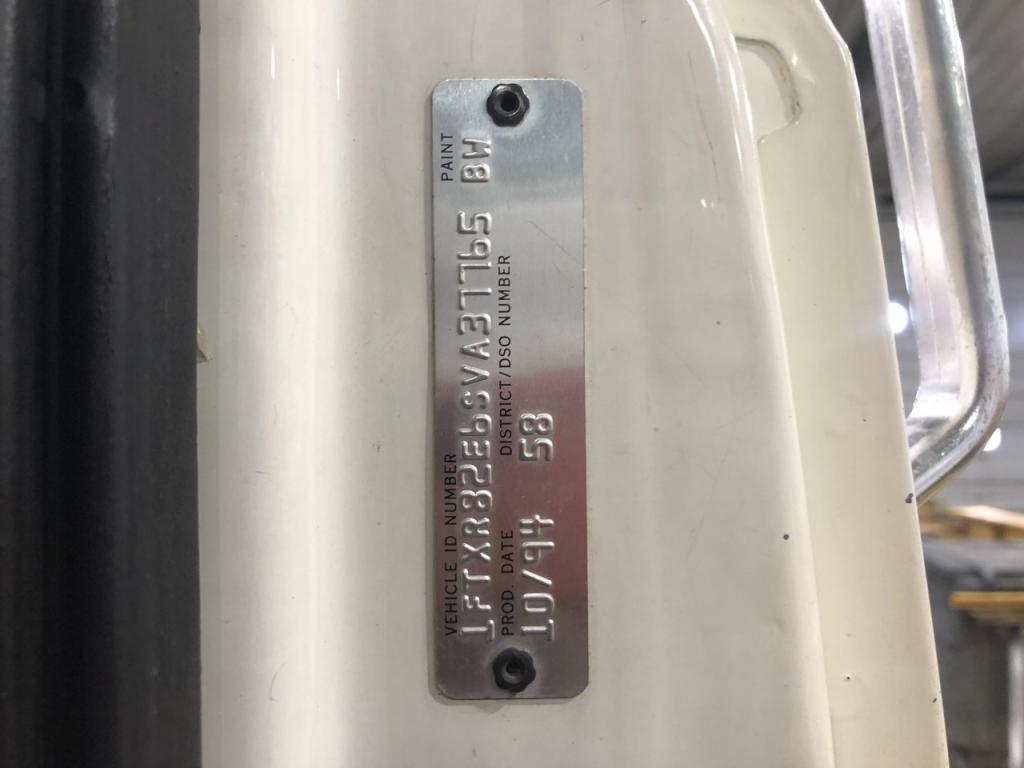 VEHICLE ID NUMBER PAINT
1FTXR82E6SVA37765 BW
PROD. DATE DISTRICT/DSO NUMBER
10/94 58